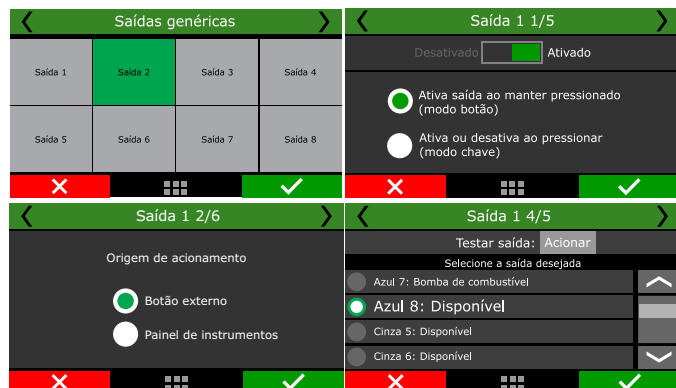 Saídas genéricas
Saída 1
Saída 2
Saída 3
Saída 4
Saída 5
Saída 6
Saída 7
Saída 8
Saída 1 1/5
Desativado
Ativado
Ativa saída ao manter pressionado
(modo botão)
Ativa ou desativa ao pressionar
(modo chave)
Saída 1 2/6
Origem de acionamento
Botão externo
Painel de instrumentos
Saída 1 4/5
Testar saída: Acionar
Selecione a saída desejada
Azul 7: Bomba de combustível
Azul 8: Disponível
Cinza 5: Disponível
Cinza 6: Disponível